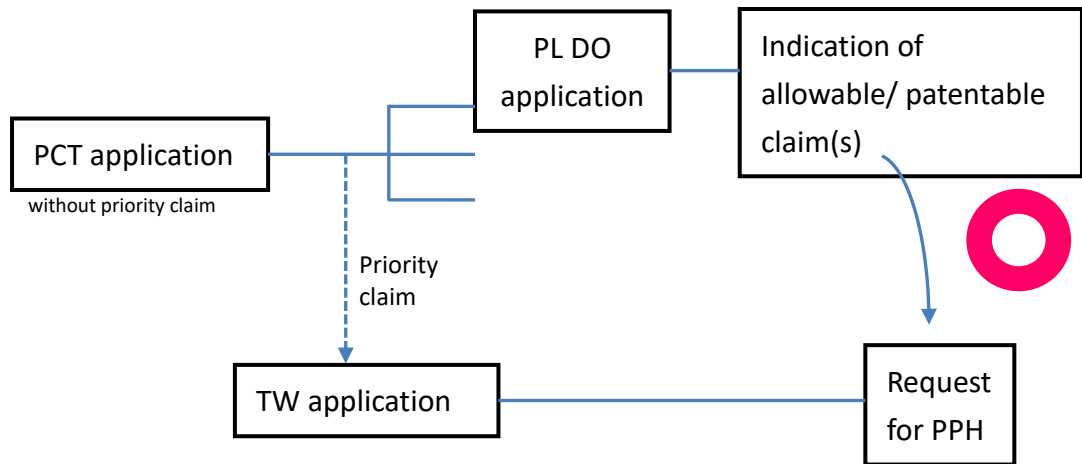 PL DO
application
Indication of
allowable/ patentable
claim(s)
PCT application
without priority claim
Priority
claim
TW application
Request
for PPH